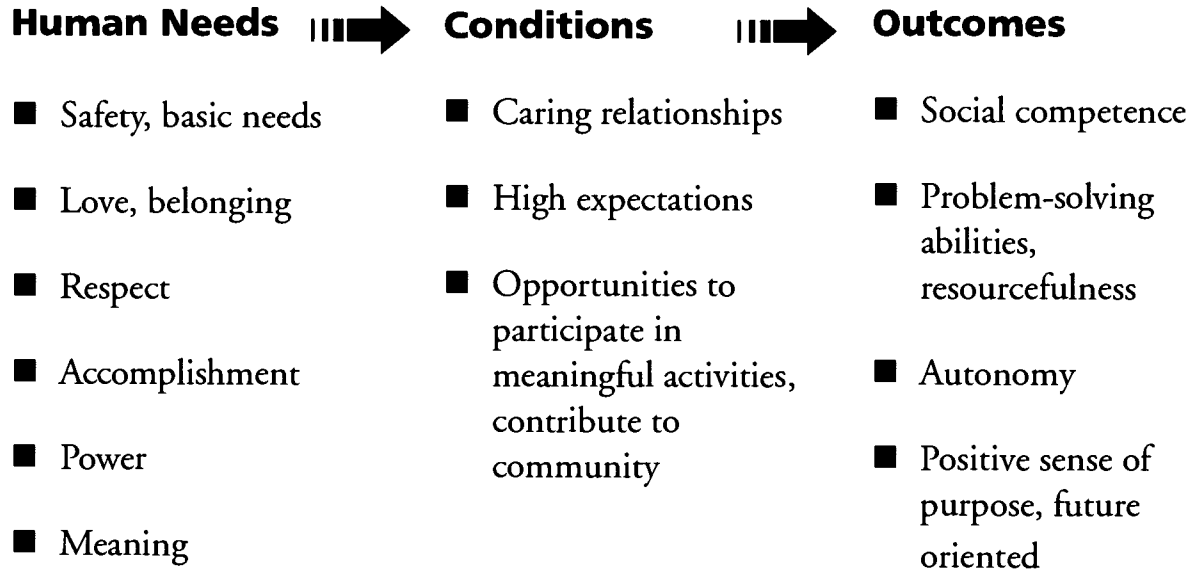 Human Needs
Safety, basic needs
Love, belonging
Respect
Accomplishment
Power
Meaning
Conditions
Caring relationships
High expectations
Opportunities to
participate in
meaningful activities,
contribute to
community
Outcomes
Social competence
Problem-solving
abilities,
resourcefulness
Autonomy
Positive sense of
purpose, future
oriented